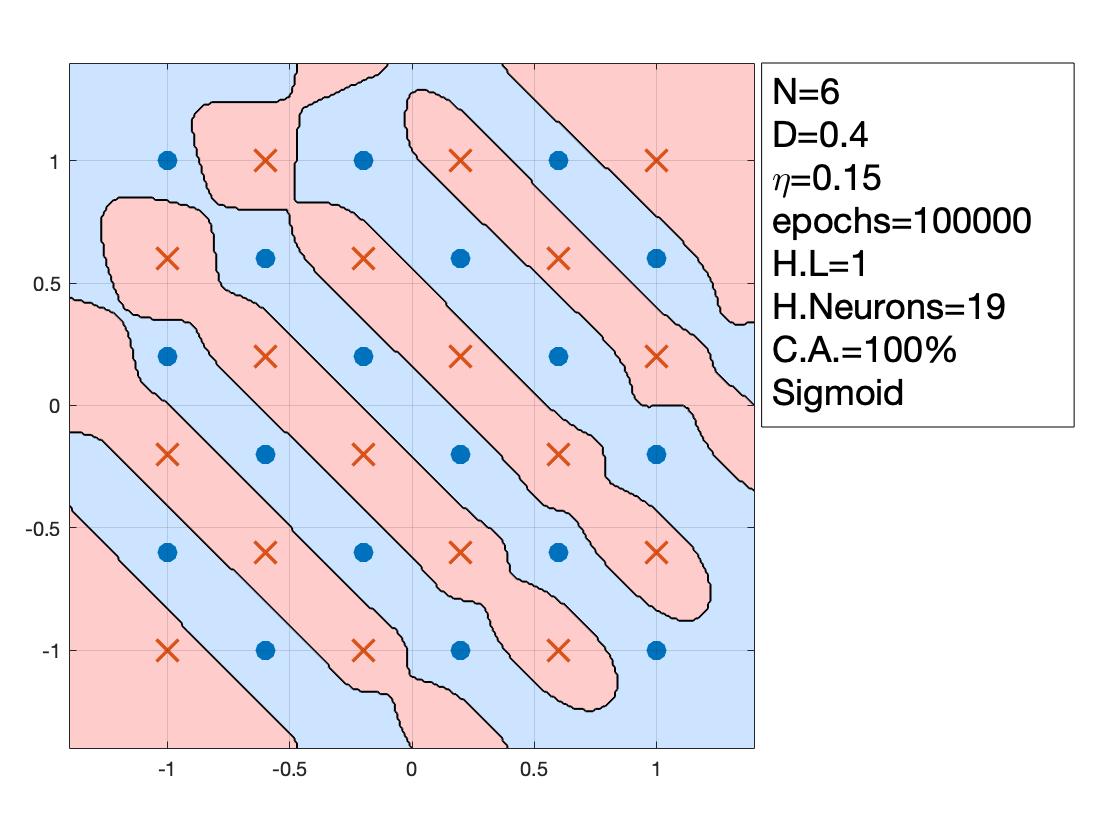 1
0.5
0
-0.5
-1
-1
-0.5
0
0.5
1
N=6
D=0.4
η=0.15
epochs=100000
H.L=1
H.Neurons=19
C.A.=100%
Sigmoid